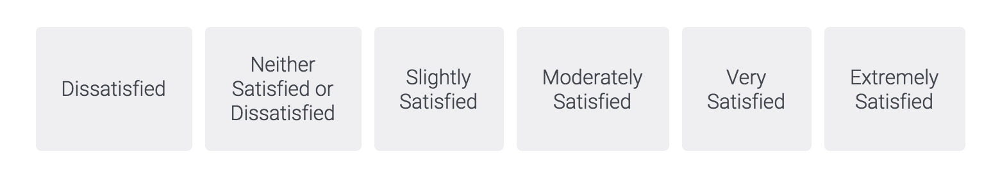 Dissatisfied
Neither
Satisfied or
Dissatisfied
Slightly
Satisfied
Moderately
Satisfied
Very
Satisfied
Extremely
Satisfied